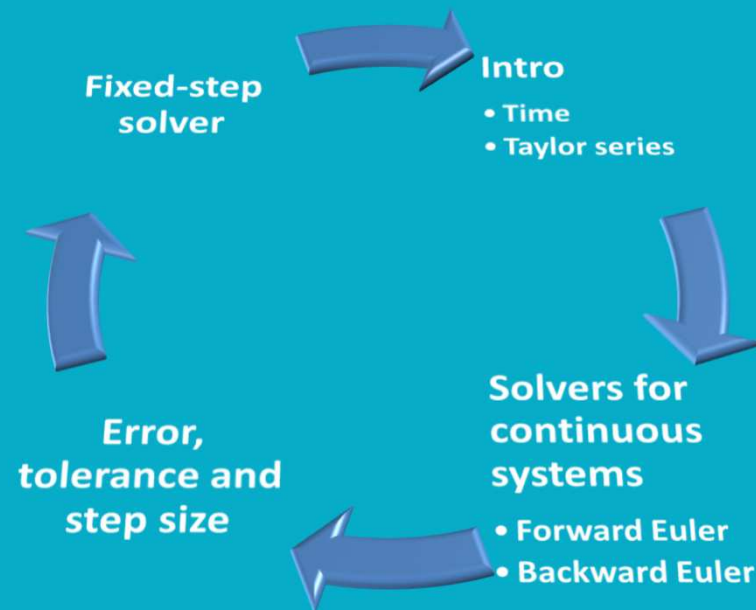 Fixed-step
solver
Intro
• Time
• Taylor series
Solvers for
continuous
systems
• Forward Euler
• Backward Euler
Error,
tolerance and
step size